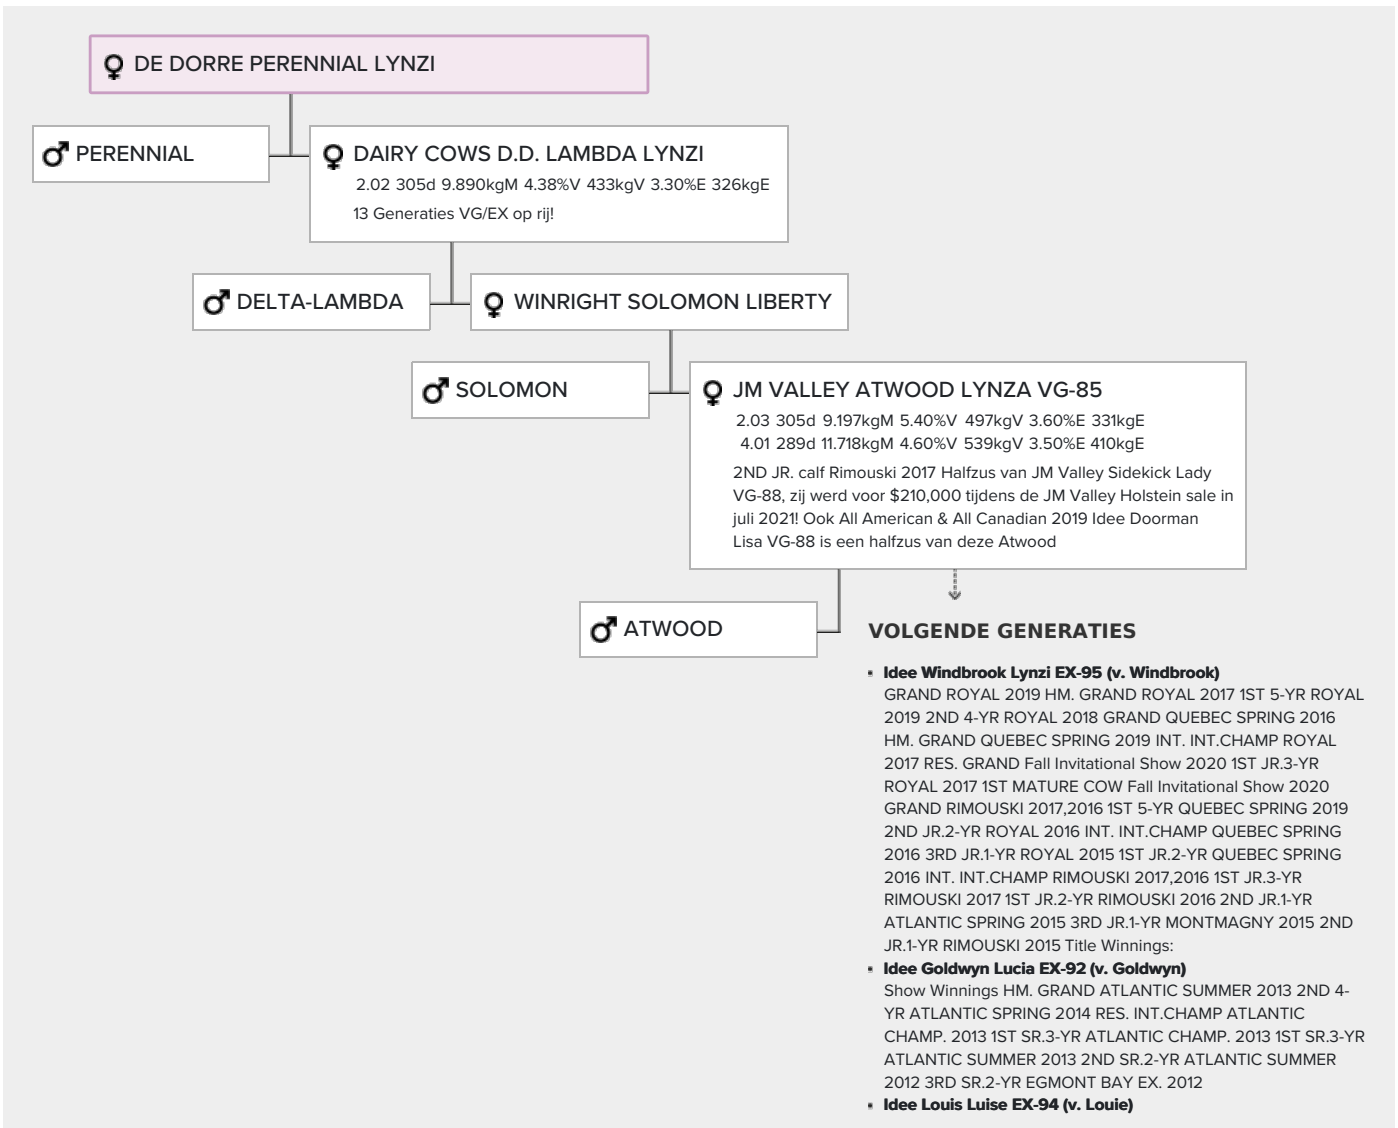 DE DORRE PERENNIAL LYNZI
PERENNIAL
DAIRY COWS D.D. LAMBDA LYNZI
2.02 305d 9.890kgM 4.38%V 433kgV 3.30%E 326kgE
13 Generaties VG/EX op rij!
DELTA-LAMBDA
WINRIGHT SOLOMON LIBERTY
SOLOMON
JM VALLEY ATWOOD LYNZA VG-85
2.03 305d 9.197kgM 5.40%V 497kgV 3.60%E 331kgE
4.01 289d 11.718kgM 4.60%V 539kgV 3.50%E 410kgE
2ND JR. calf Rimouski 2017 Halfzus van JM Valley Sidekick Lady
VG-88, zij werd voor $210,000 tijdens de JM Valley Holstein sale in
juli 2021! Ook All American & All Canadian 2019 Idee Doorman
Lisa VG-88 is een halfzus van deze Atwood
ATWOOD
VOLGENDE GENERATIES
▪ Idee Windbrook Lynzi EX-95 (v. Windbrook)
GRAND ROYAL 2019 HM. GRAND ROYAL 2017 1ST 5-YR ROYAL
2019 2ND 4-YR ROYAL 2018 GRAND QUEBEC SPRING 2016
HM. GRAND QUEBEC SPRING 2019 INT. INT.CHAMP ROYAL
2017 RES. GRAND Fall Invitational Show 2020 1ST JR.3-YR
ROYAL 2017 1ST MATURE COW Fall Invitational Show 2020
GRAND RIMOUSKI 2017,2016 1ST 5-YR QUEBEC SPRING 2019
2ND JR.2-YR ROYAL 2016 INT. INT.CHAMP QUEBEC SPRING
2016 3RD JR.1-YR ROYAL 2015 1ST JR.2-YR QUEBEC SPRING
2016 INT. INT.CHAMP RIMOUSKI 2017,2016 1ST JR.3-YR
RIMOUSKI 2017 1ST JR.2-YR RIMOUSKI 2016 2ND JR.1-YR
ATLANTIC SPRING 2015 3RD JR.1-YR MONTMAGNY 2015 2ND
JR.1-YR RIMOUSKI 2015 Title Winnings:
▪ Idee Goldwyn Lucia EX-92 (v. Goldwyn)
Show Winnings HM. GRAND ATLANTIC SUMMER 2013 2ND 4-
YR ATLANTIC SPRING 2014 RES. INT.CHAMP ATLANTIC
CHAMP. 2013 1ST SR.3-YR ATLANTIC CHAMP. 2013 1ST SR.3-YR
ATLANTIC SUMMER 2013 2ND SR.2-YR ATLANTIC SUMMER
2012 3RD SR.2-YR EGMONT BAY EX. 2012
▪ Idee Louis Luise EX-94 (v. Louie)